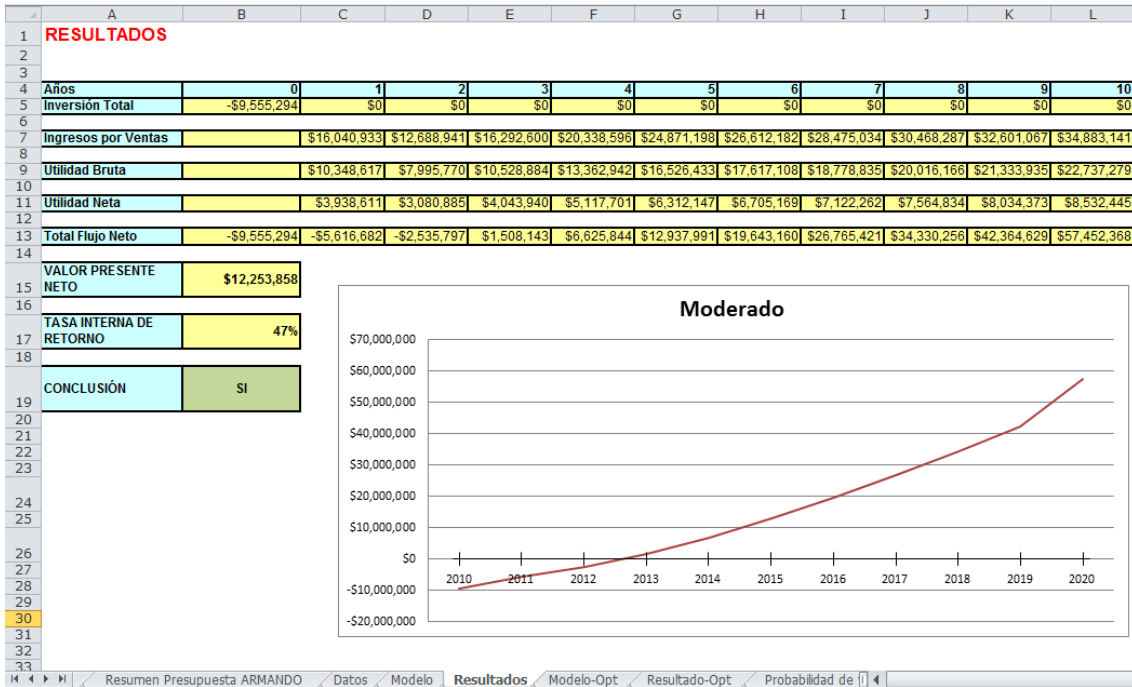 A B C D E F G H I J K L
1 RESULTADOS
2
3
4 Años 0 1 2 3 4 5 6 7 8 9 10
5 Inversión Total -$9,555,294 $0 $0 $0 $0 $0 $0 $0 $0 $0 $0
6
7 Ingresos por Ventas $16,040,933 $12,688,941 $16,292,600 $20,338,596 $24,871,198 $26,612,182 $28,475,034 $30,468,287 $32,601,067 $34,883,141
8
9 Utilidad Bruta $10,348,617 $7,995,770 $10,528,884 $13,362,942 $16,526,433 $17,617,108 $18,778,835 $20,016,166 $21,333,935 $22,737,279
10
11 Utilidad Neta $3,938,611 $3,080,885 $4,043,940 $5,117,701 $6,312,147 $6,705,169 $7,122,262 $7,564,834 $8,034,373 $8,532,445
12
13 Total Flujo Neto -$9,555,294 -$5,616,682 -$2,535,797 $1,508,143 $6,625,844 $12,937,991 $19,643,160 $26,765,421 $34,330,256 $42,364,629 $57,452,368
14
VALOR PRESENTE
15 NETO $12,253,858
16
TASA INTERNA DE
17 RETORNO 47%
18
19 CONCLUSIÓN SI
20
21
22
23
24
25
26
27
28
29
30
31
32
33
Moderado
$70,000,000
$60,000,000
$50,000,000
$40,000,000
$30,000,000
$20,000,000
$10,000,000
$0
-$10,000,000
-$20,000,000
2010 2011 2012 2013 2014 2015 2016 2017 2018 2019 2020
Resumen Presupuesta ARMANDO Datos Modelo Resultados Modelo-Opt Resultado-Opt Probabilidad de